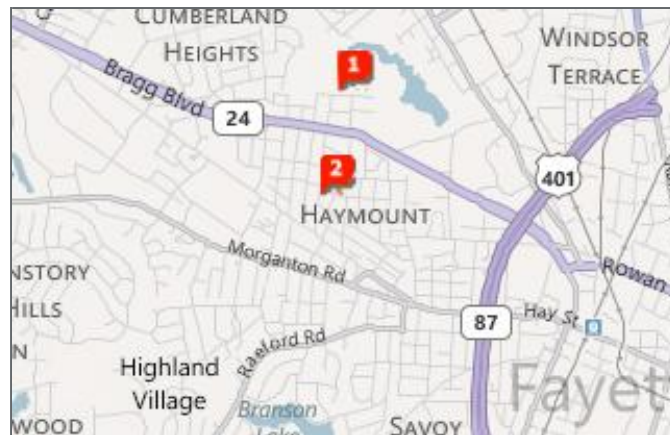 CUMBERLAND
HEIGHTS
WINDSOR
TERRACE
1
Bragg Blvd
24
2
401
HAYMOUNT
Morganton Rd
Rowan
NSTORY
HILLS
N
87
Hay St
Raeford Rd
Highland
Village
Fayet
Branson
Lake
WOOD
SAVOY